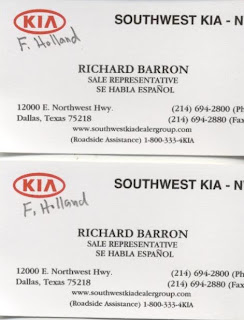 KIA SOUTHWEST KIA - N
F. Holland
RICHARD BARRON
SALE REPRESENTATIVE
SE HABLA ESPAÑOL
12000 E. Northwest Hwy. (214) 694-2800 (Ph
Dallas, Texas 75218 (214) 694-2880 (Fax
www.southwestkiadealergroup.com
(Roadside Assistance) 1-800-333-4KIA
KIA SOUTHWEST KIA - N
F. Holland
RICHARD BARRON
SALE REPRESENTATIVE
SE HABLA ESPAÑOL
12000 E. Northwest Hwy. (214) 694-2800 (Ph
Dallas, Texas 75218 (214) 694-2880 (Fax
www.southwestkiadealergroup.com
(Roadside Assistance) 1-800-333-4KIA